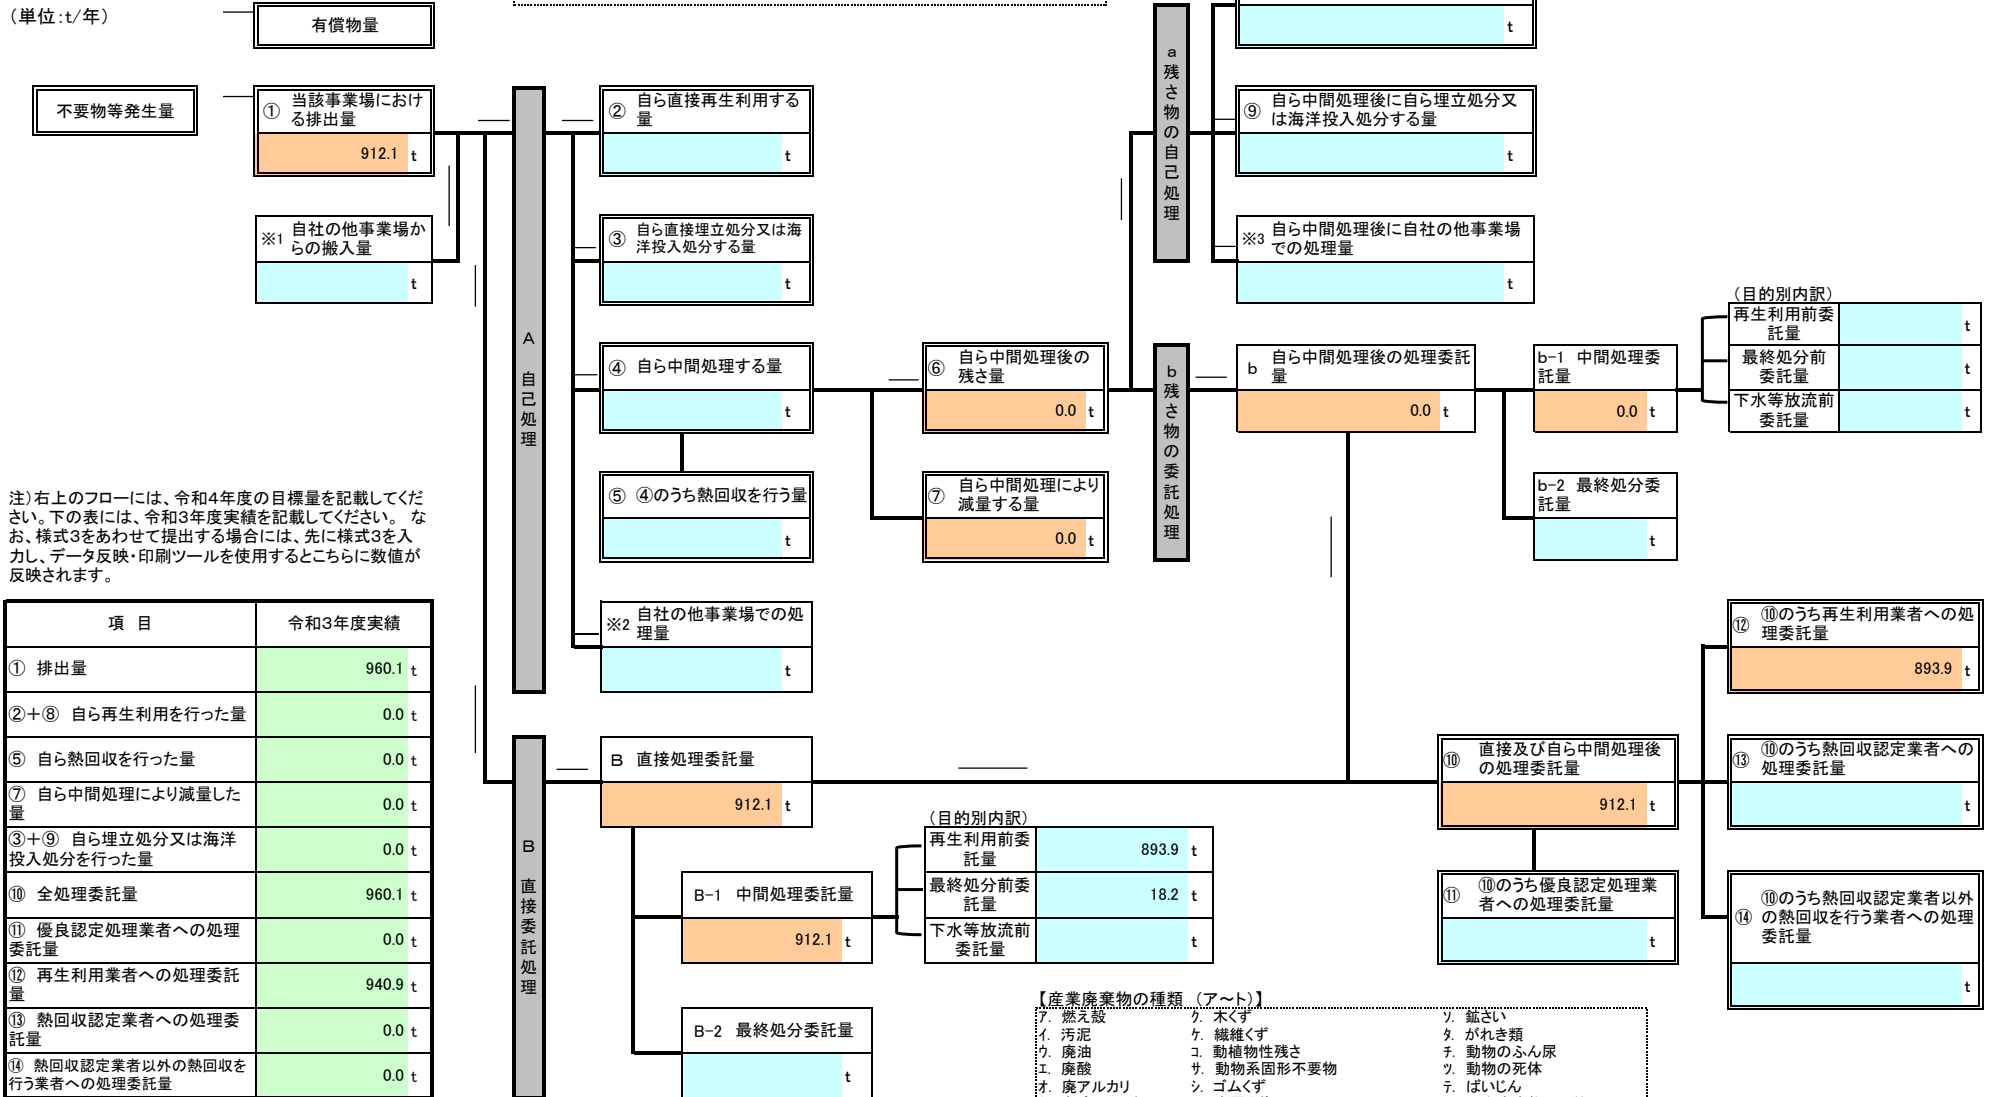 （単位:t/年）
有償物量
不要物等発生量
① 当該事業場におけ
る排出量
912.1 t
※1 自社の他事業場か
らの搬入量
t
A 自己処理
② 自ら直接再生利用する
量
t
③ 自ら直接埋立処分又は海
洋投入処分する量
t
④ 自ら中間処理する量
t
⑤ ④のうち熱回収を行う量
t
※2 自社の他事業場での処
理量
t
⑥ 自ら中間処理後の
残さ量
0.0 t
⑦ 自ら中間処理により
減量する量
0.0 t
a 残さ物の自己処理
t
⑨ 自ら中間処理後に自ら埋立処分又
は海洋投入処分する量
t
※3 自ら中間処理後に自社の他事業場
での処理量
t
b 残さ物の委託処理
b 自ら中間処理後の処理委託
量
0.0 t
b-1 中間処理委
託量
0.0 t
b-2 最終処分委
託量
t
（目的別内訳）
再生利用前委
託量
t
最終処分前
委託量
t
下水等放流前
委託量
t
注）右上のフローには、令和4年度の目標量を記載してくだ
さい。下の表には、令和3年度実績を記載してください。 な
お、様式3をあわせて提出する場合には、先に様式3を入
力し、データ反映・印刷ツールを使用するとこちらに数値が
反映されます。
項 目 令和3年度実績
① 排出量 960.1 t
②＋⑧ 自ら再生利用を行った量 0.0 t
⑤ 自ら熱回収を行った量 0.0 t
⑦ 自ら中間処理により減量した
量 0.0 t
③＋⑨ 自ら埋立処分又は海洋
投入処分を行った量 0.0 t
⑩ 全処理委託量 960.1 t
⑪ 優良認定処理業者への処理
委託量 0.0 t
⑫ 再生利用業者への処理委託
量 940.9 t
⑬ 熱回収認定業者への処理委
託量 0.0 t
⑭ 熱回収認定業者以外の熱回収を
行う業者への処理委託量 0.0 t
B 直接委託処理
B 直接処理委託量
912.1 t
B-1 中間処理委託量
912.1 t
B-2 最終処分委託量
t
（目的別内訳）
再生利用前委
託量
893.9 t
最終処分前委
託量
18.2 t
下水等放流前
委託量
t
⑩ 直接及び自ら中間処理後
の処理委託量
912.1 t
⑪ ⑩のうち優良認定処理業
者への処理委託量
t
⑫ ⑩のうち再生利用業者への処
理委託量
893.9 t
⑬ ⑩のうち熱回収認定業者への
処理委託量
t
⑭ ⑩のうち熱回収認定業者以外
の熱回収を行う業者への処理
委託量
t
【産業廃棄物の種類 （ア～ト）】
ア. 燃え殻 ク. 木くず ソ. 鉱さい
イ. 汚泥 ケ. 繊維くず タ. がれき類
ウ. 廃油 コ. 動植物性残さ チ. 動物のふん尿
エ. 廃酸 サ. 動物系固形不要物 ツ. 動物の死体
オ. 廃アルカリ シ. ゴムくず テ. ばいじん